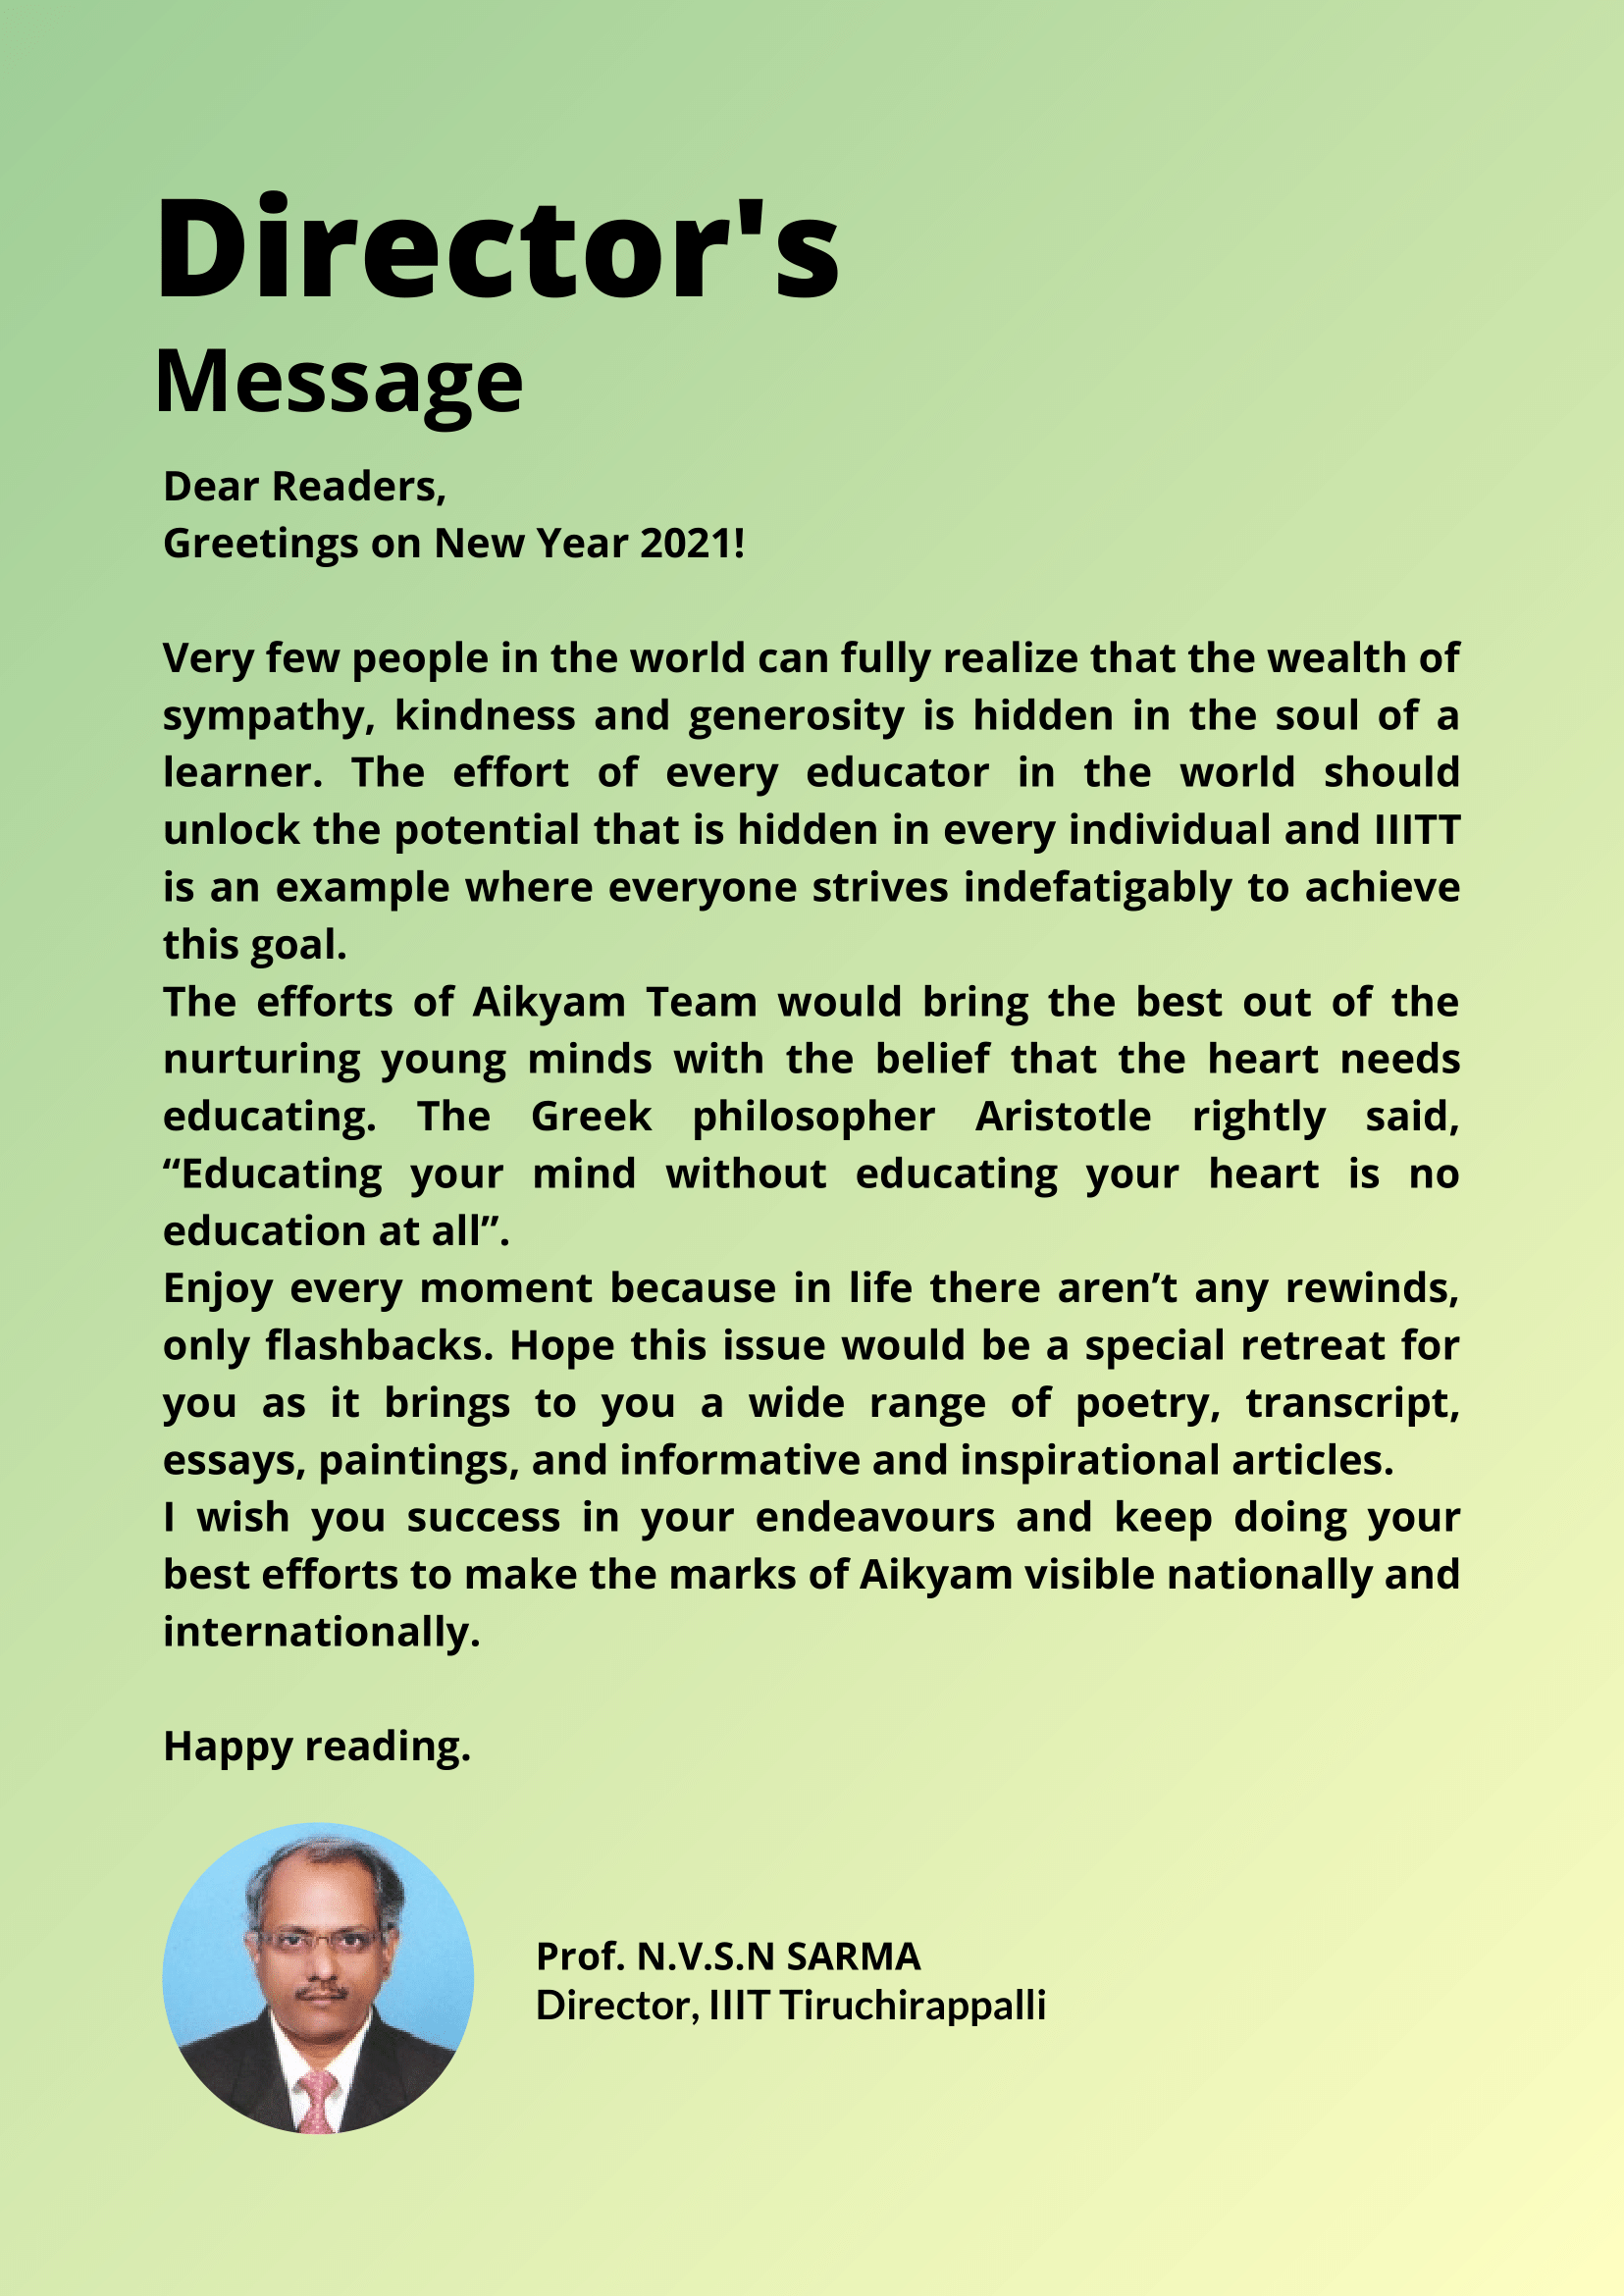 Director's
Message
Dear Readers,
Greetings on New Year 2021!
Very few people in the world can fully realize that the wealth of
sympathy, kindness and generosity is hidden in the soul of a
learner. The effort of every educator in the world should
unlock the potential that is hidden in every individual and IIITT
is an example where everyone strives indefatigably to achieve
this goal.
The efforts of Aikyam Team would bring the best out of the
nurturing young minds with the belief that the heart needs
educating. The Greek philosopher Aristotle rightly said,
“Educating your mind without educating your heart is no
education at all”.
Enjoy every moment because in life there aren’t any rewinds,
only flashbacks. Hope this issue would be a special retreat for
you as it brings to you a wide range of poetry, transcript,
essays, paintings, and informative and inspirational articles.
I wish you success in your endeavours and keep doing your
best efforts to make the marks of Aikyam visible nationally and
internationally.
Happy reading.
Prof. N.V.S.N SARMA
Director, IIIT Tiruchirappalli